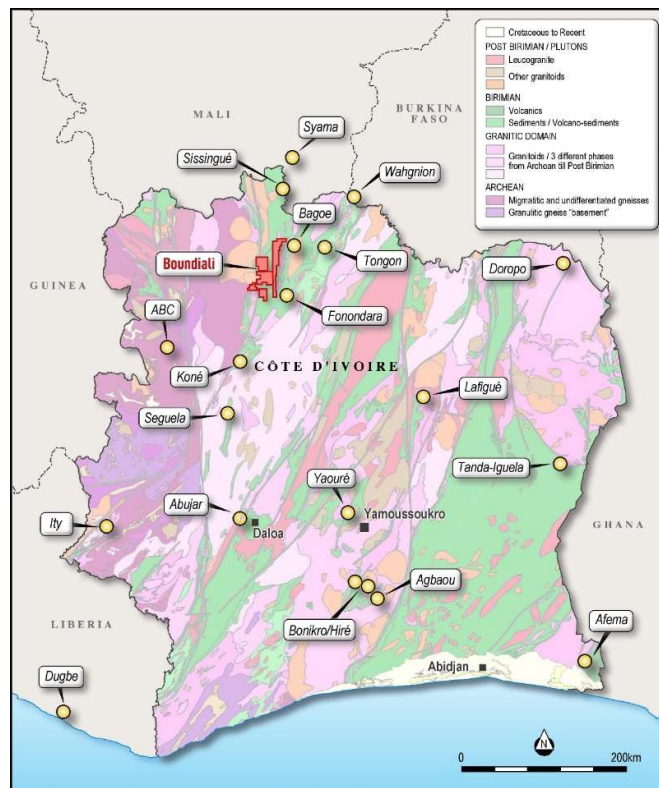 Cretaceous to Recent
POST BIRIMIAN / PLUTONS
Leucogranite
Other granitoids
BIRIMIAN
Volcanics
Sediments / Volcano-sediments
GRANITIC DOMAIN
Granitoids / 3 different phases
from Archean till Post Birimian
ARCHEAN
Migmatitic and undifferentiated gneisses
Granulitic gneiss "basement"
MALI
BURKINA
FASO
Syama
Sissingué
Wahgnion
Bagoe
Boundiali
Tongon
Doropo
GUINEA
ABC
Fonondara
Koné
CÔTE D'IVOIRE
Lafigué
Seguela
Tanda-Iguela
Yaouré
Abujar
Yamoussoukro
Ity
Daloa
GHANA
Agbaou
LIBERIA
Bonikro/Hiré
Afema
Abidjan
Dugbe
N
0 200km